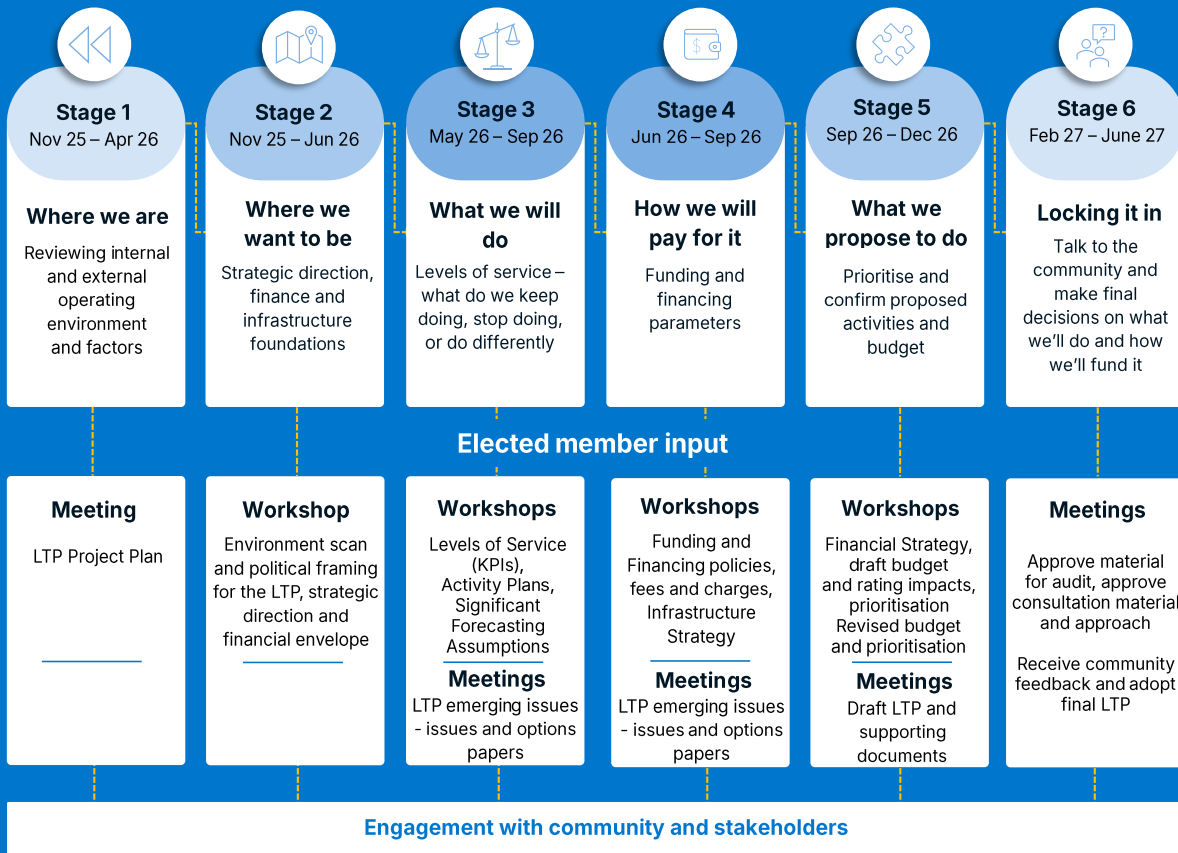 Stage 1
Nov 25 – Apr 26
Where we are
Reviewing internal
and external
operating
environment
and factors
Stage 2
Nov 25 – Jun 26
Where we
want to be
Strategic direction,
finance and
infrastructure
foundations
Stage 3
May 26 – Sep 26
What we will
do
Levels of service –
what do we keep
doing, stop doing,
or do differently
Stage 4
Jun 26 – Sep 26
How we will
pay for it
Funding and
financing
parameters
Stage 5
Sep 26 – Dec 26
What we
propose to do
Prioritise and
confirm proposed
activities and
budget
Stage 6
Feb 27 – June 27
Locking it in
Talk to the
community and
make final
decisions on what
we’ll do and how
we’ll fund it
Elected member input
Meeting
LTP Project Plan
Workshop
Environment scan
and political framing
for the LTP, strategic
direction and
financial envelope
Workshops
Levels of Service
(KPIs),
Activity Plans,
Significant
Forecasting
Assumptions
Meetings
LTP emerging issues
- issues and options
papers
Workshops
Funding and
Financing policies,
fees and charges,
Infrastructure
Strategy
Meetings
LTP emerging issues
- issues and options
papers
Workshops
Financial Strategy,
draft budget
and rating impacts,
prioritisation
Revised budget
and prioritisation
Meetings
Draft LTP and
supporting
documents
Meetings
Approve material
for audit, approve
consultation material
and approach
Receive community
feedback and adopt
final LTP
Engagement with community and stakeholders